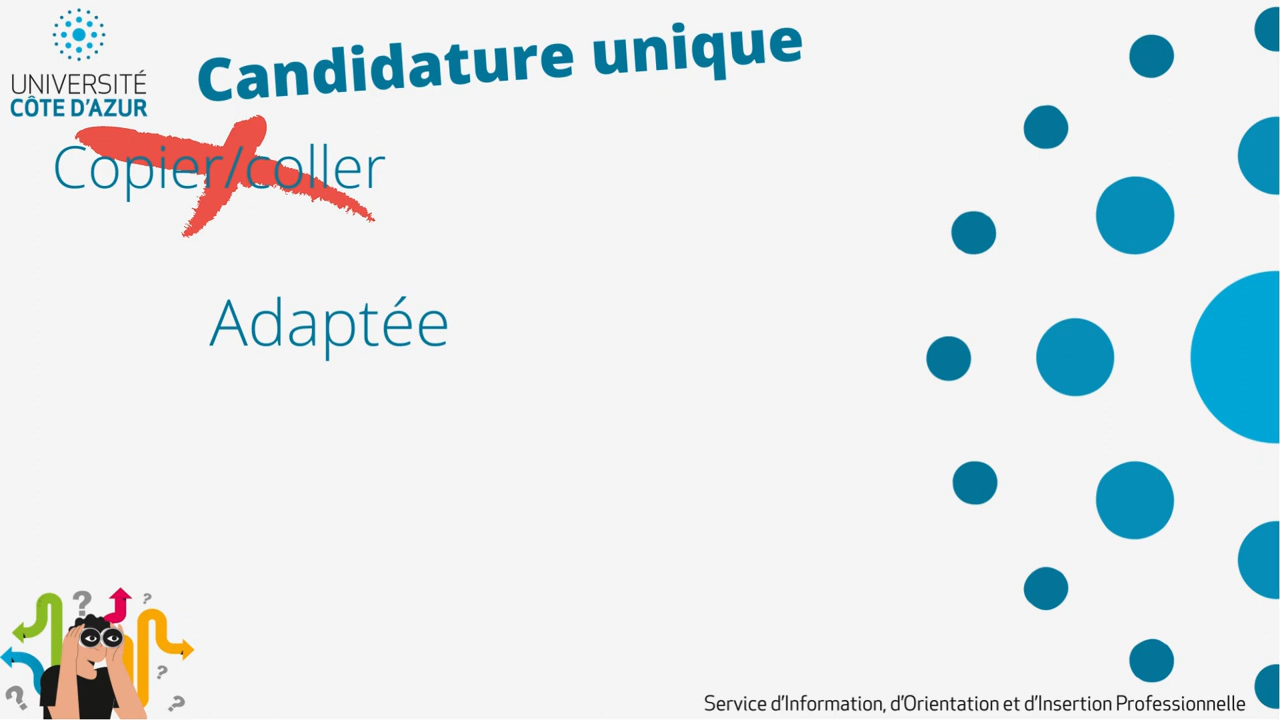 UNIVERSITÉ
CÔTE D'AZUR
Candidature unique
Copier/coller
Adaptée
? ? ? ? ?
Service d'Information, d'Orientation et d'Insertion Professionnelle